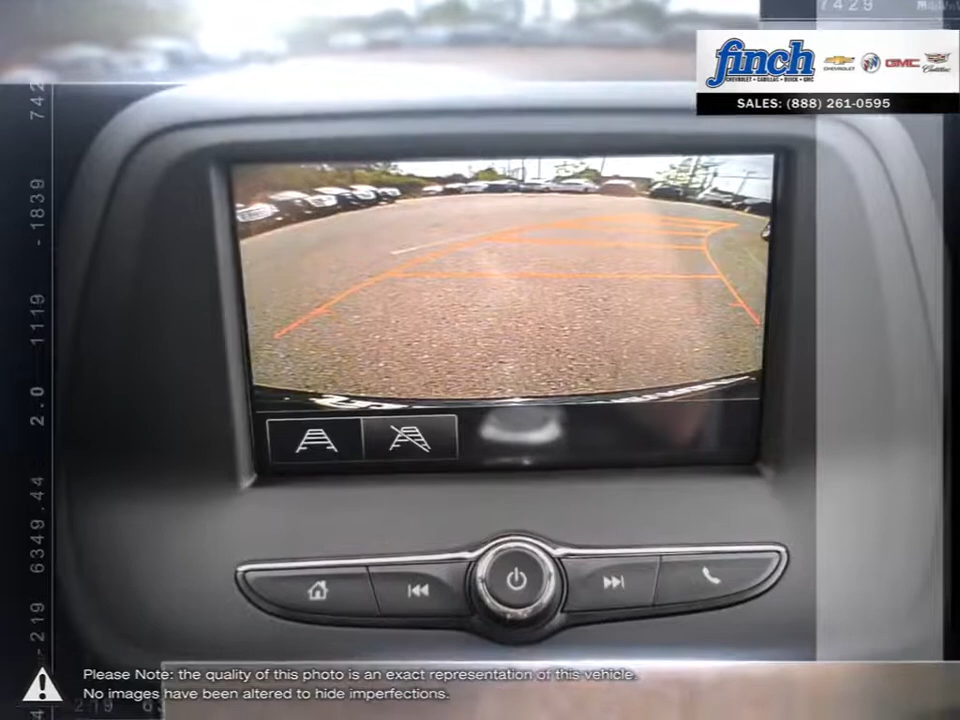 7429
finch
CHEVROLET • CADILLAC • BUICK • GMC
CHEVROLET
GMC
Cadillac
SALES: (888) 261-0595
219 6349.44 2.0 1119 -1839 742
Please Note: the quality of this photo is an exact representation of this vehicle.
No images have been altered to hide imperfections.
219